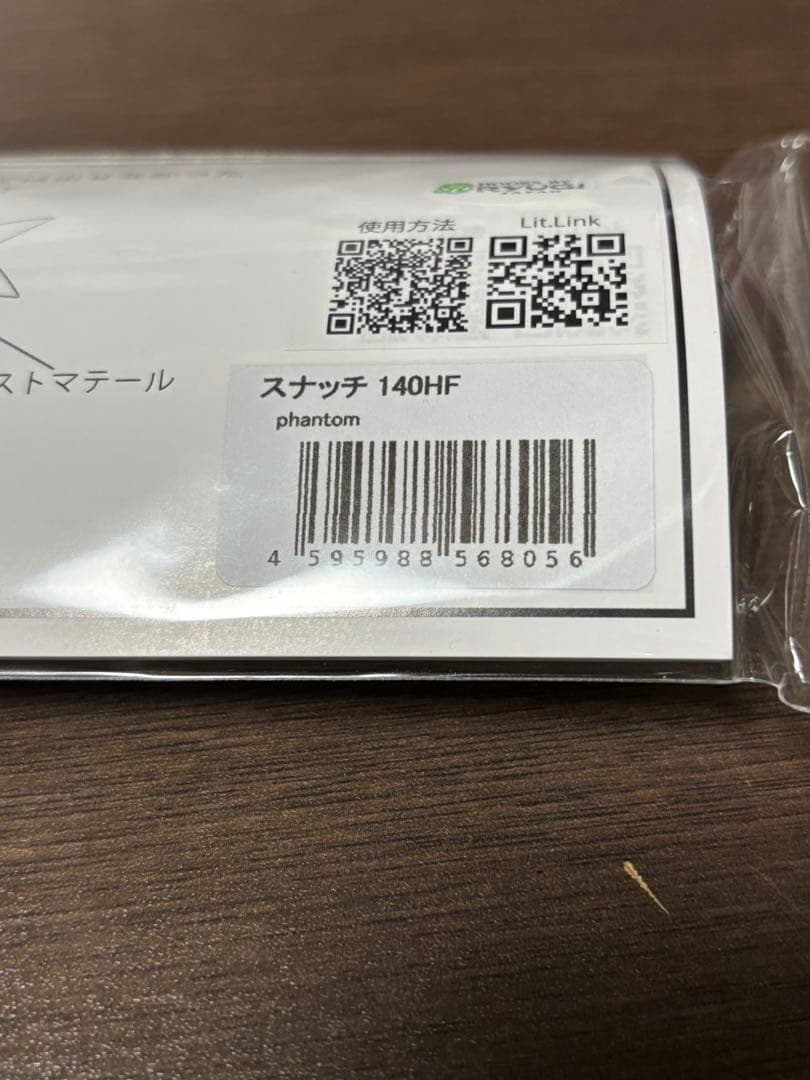 RYUGI
使用方法
Lit.Link
ストマテール
スナッチ 140HF
phantom
4 595988 568056